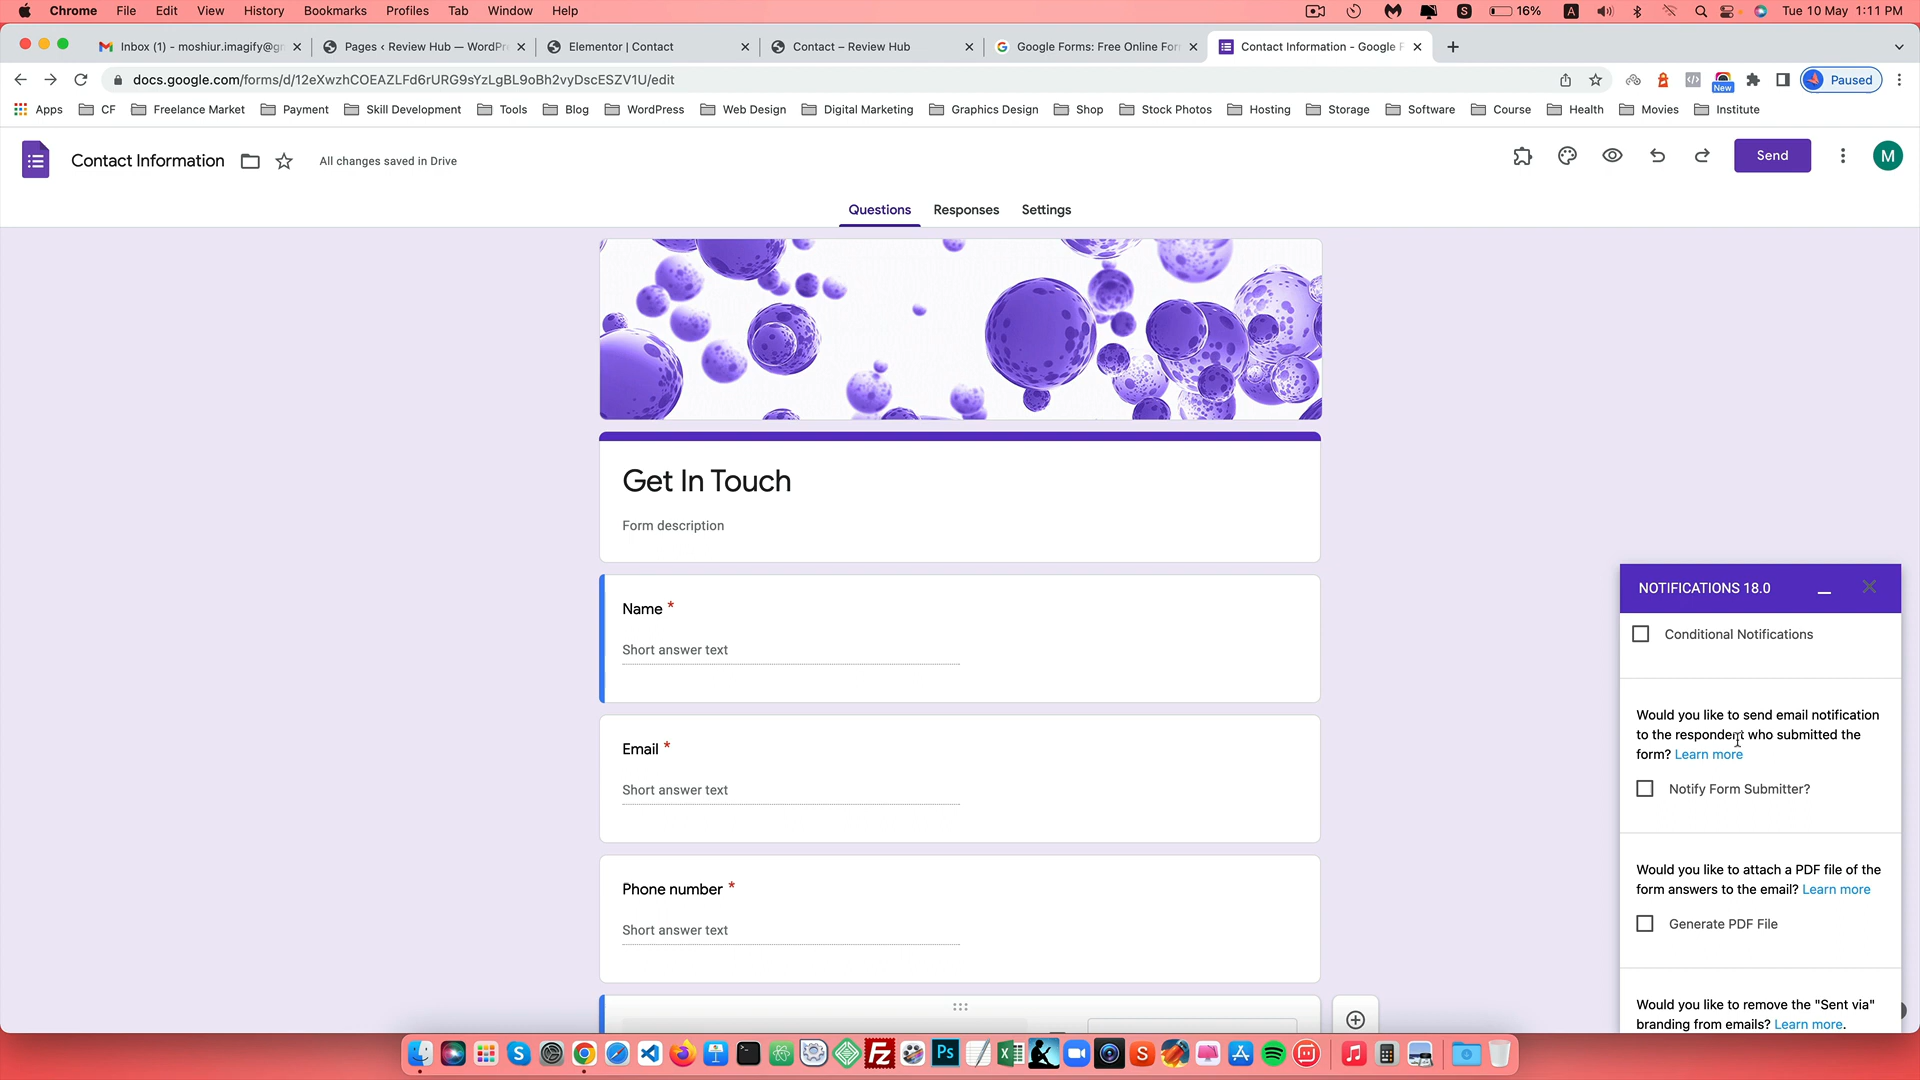 Chrome File Edit View History Bookmarks Profiles Tab Window Help 16% A Tue 10 May 1:11 PM
Inbox (1) - moshiur.imagify@g Pages ‹ Review Hub — WordPr Elementor | Contact Contact – Review Hub Google Forms: Free Online For Contact Information - Google F
docs.google.com/forms/d/12eXwzhCOEAZLFd6rURG9sYzLgBL9oBh2vyDscESZV1U/edit New Paused
Apps CF Freelance Market Payment Skill Development Tools Blog WordPress Web Design Digital Marketing Graphics Design Shop Stock Photos Hosting Storage Software Course Health Movies Institute
Contact Information All changes saved in Drive Send M
Questions Responses Settings
Get In Touch
Form description
Name *
Short answer text
Email *
Short answer text
Phone number *
Short answer text
NOTIFICATIONS 18.0
Conditional Notifications
Would you like to send email notification
to the respondent who submitted the
form? Learn more
Notify Form Submitter?
Would you like to attach a PDF file of the
form answers to the email? Learn more
Generate PDF File
Would you like to remove the "Sent via"
branding from emails? Learn more.